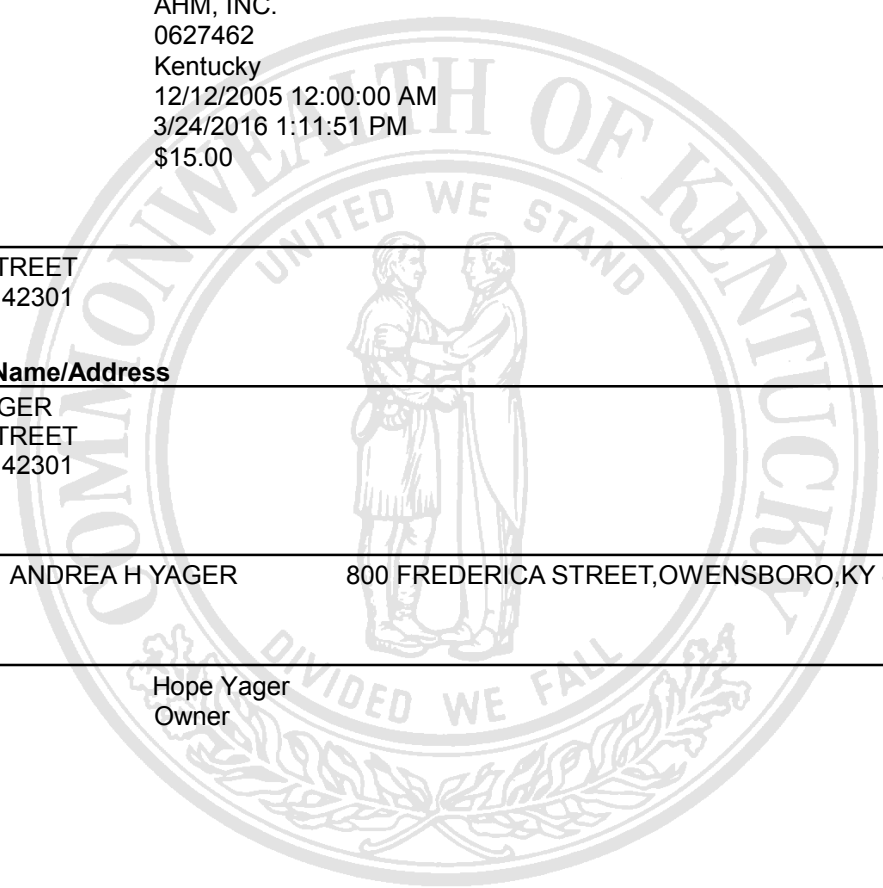 AHM, INC.
0627462
Kentucky
12/12/2005 12:00:00 AM
3/24/2016 1:11:51 PM
$15.00
TREET
42301
Name/Address
GER
TREET
42301
ANDREA H YAGER 800 FREDERICA STREET,OWENSBORO,KY
Hope Yager
Owner
COMMONWEALTH OF KENTUCKY
UNITED WE STAND
DIVIDED WE FALL